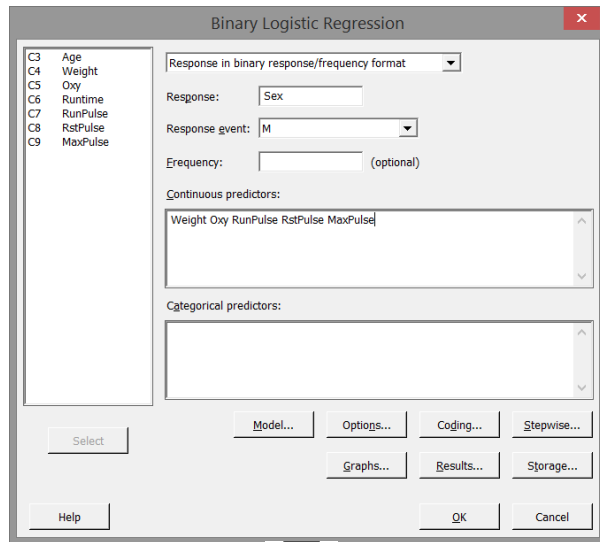 Binary Logistic Regression
x
C3 Age
C4 Weight
C5 Oxy
C6 Runtime
C7 RunPulse
C8 RstPulse
C9 MaxPulse
Response in binary response/frequency format
Response: Sex
Response event: M
Frequency: (optional)
Continuous predictors:
Weight Oxy RunPulse RstPulse MaxPulse
Categorical predictors:
Select
Model... Options... Coding... Stepwise...
Graphs... Results... Storage...
Help
OK Cancel